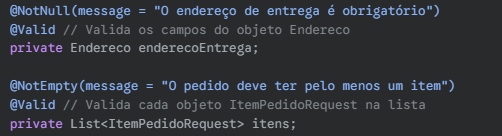 @NotNull(message = "O endereço de entrega é obrigatório")
@Valid // Valida os campos do objeto Endereco
private Endereco enderecoEntrega;
@NotEmpty(message = "O pedido deve ter pelo menos um item")
@Valid // Valida cada objeto ItemPedidoRequest na lista
private List<ItemPedidoRequest> itens;